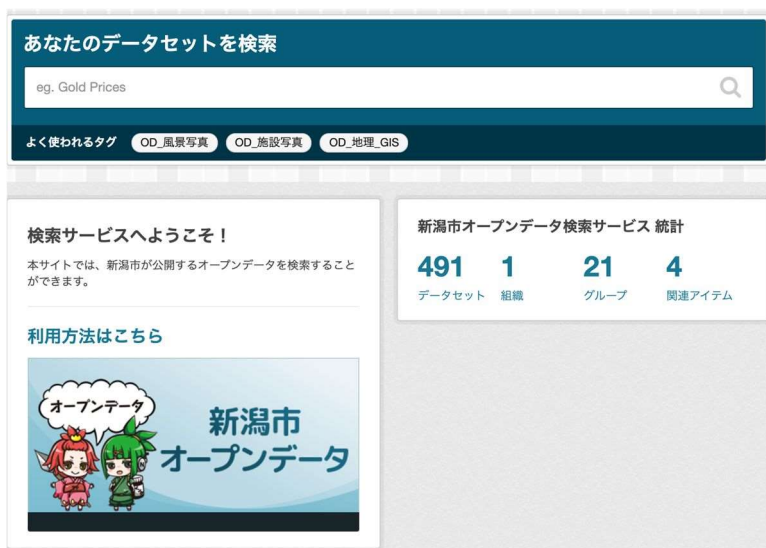 あなたのデータセットを検索
eg. Gold Prices
よく使われるタグ OD_風景写真 OD_施設写真 OD_地理_GIS
検索サービスへようこそ！
本サイトでは、新潟市が公開するオープンデータを検索すること
ができます。
利用方法はこちら
オープンデータ
新潟市
オープンデータ
新潟市オープンデータ検索サービス 統計
491 1 21 4
データセット 組織 グループ 関連アイテム